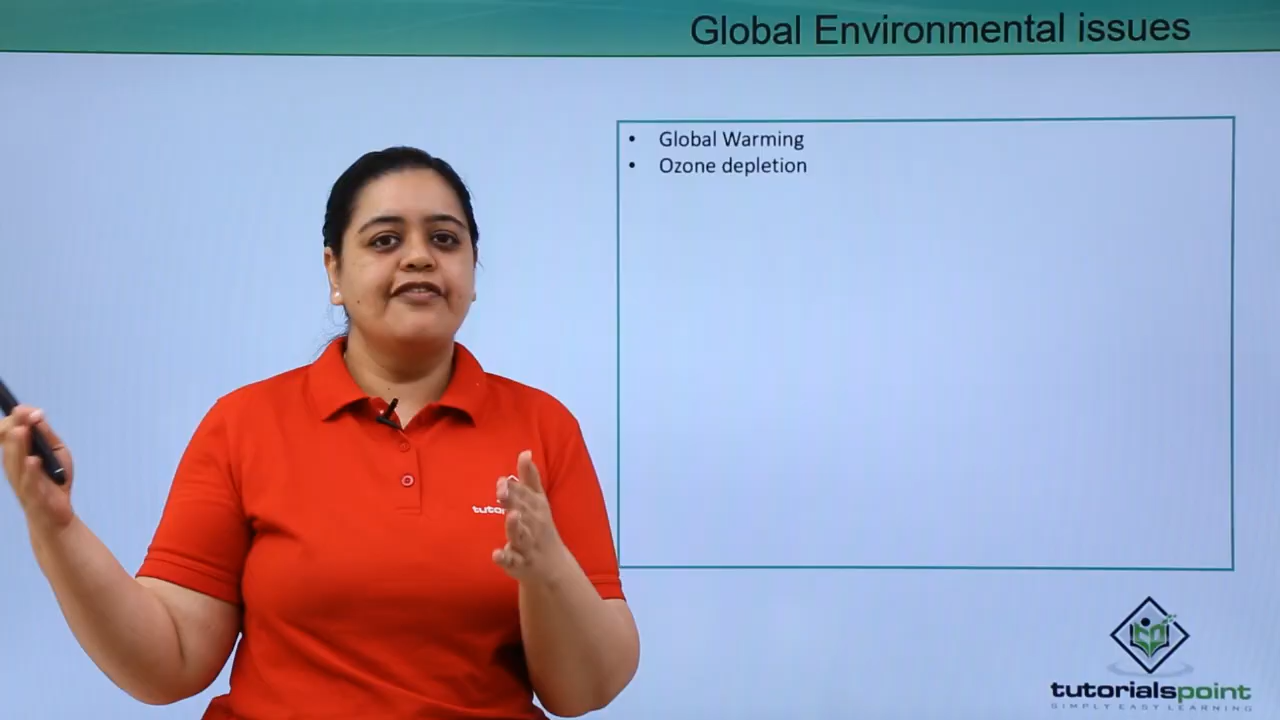 Global Environmental issues
• Global Warming
• Ozone depletion
tutorialspoint
SIMPLY EASY LEARNING